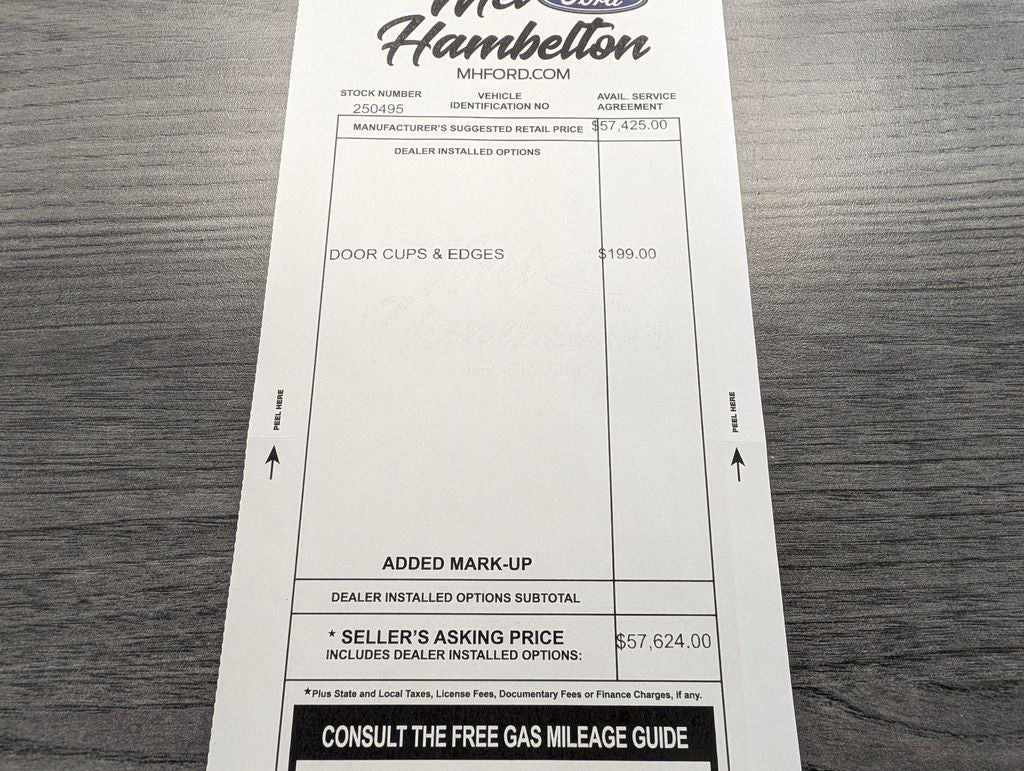 Mel Ford
Hambelton
MHFORD.COM
STOCK NUMBER
250495
VEHICLE
IDENTIFICATION NO
AVAIL. SERVICE
AGREEMENT
MANUFACTURER'S SUGGESTED RETAIL PRICE $57,425.00
DEALER INSTALLED OPTIONS
DOOR CUPS & EDGES $199.00
PEEL HERE
PEEL HERE
ADDED MARK-UP
DEALER INSTALLED OPTIONS SUBTOTAL
* SELLER'S ASKING PRICE $57,624.00
INCLUDES DEALER INSTALLED OPTIONS:
*Plus State and Local Taxes, License Fees, Documentary Fees or Finance Charges, if any.
CONSULT THE FREE GAS MILEAGE GUIDE